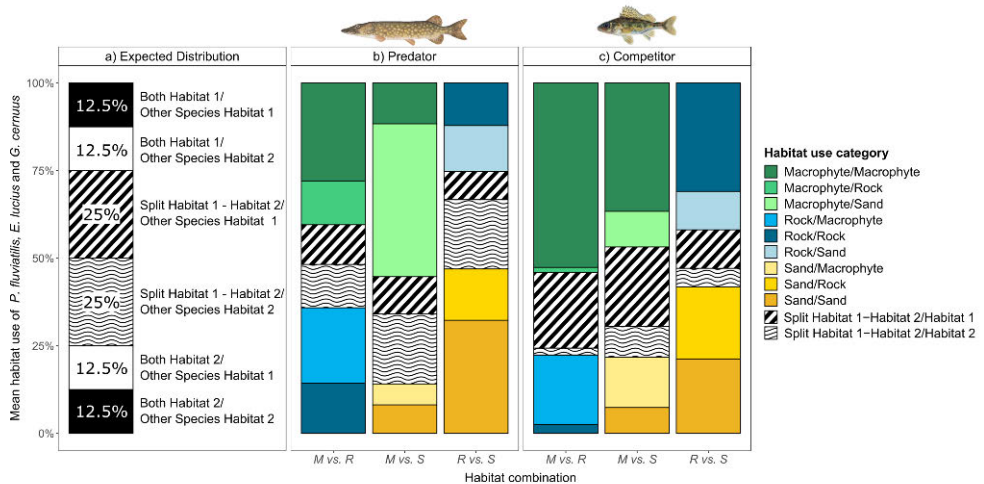 a) Expected Distribution
b) Predator
c) Competitor
Mean habitat use of P. fluviatilis, E. lucius and G. cernuus
100%
75%
50%
25%
0%
12.5%
Both Habitat 1/
Other Species Habitat 1
12.5%
Both Habitat 1/
Other Species Habitat 2
25%
Split Habitat 1 - Habitat 2/
Other Species Habitat 1
25%
Split Habitat 1 - Habitat 2/
Other Species Habitat 2
12.5%
Both Habitat 2/
Other Species Habitat 1
12.5%
Both Habitat 2/
Other Species Habitat 2
M vs. R
M vs. S
R vs. S
M vs. R
M vs. S
R vs. S
Habitat combination
Habitat use category
Macrophyte/Macrophyte
Macrophyte/Rock
Macrophyte/Sand
Rock/Macrophyte
Rock/Rock
Rock/Sand
Sand/Macrophyte
Sand/Rock
Sand/Sand
Split Habitat 1−Habitat 2/Habitat 1
Split Habitat 1−Habitat 2/Habitat 2